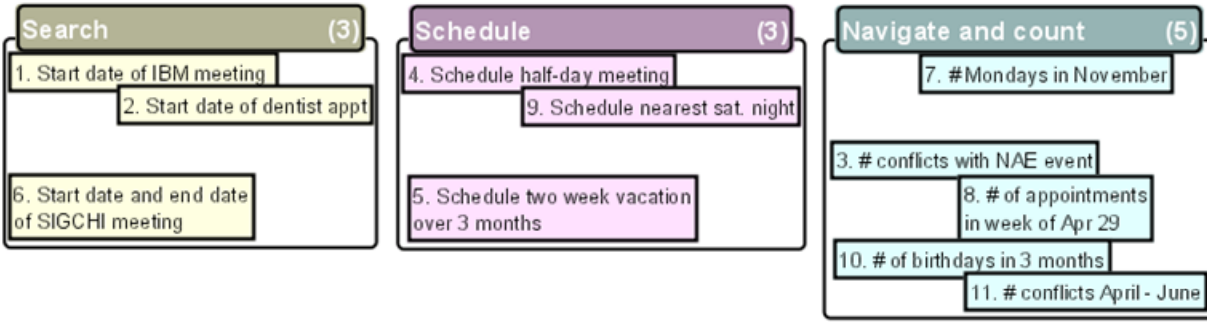 Search (3)
1. Start date of IBM meeting
2. Start date of dentist appt
6. Start date and end date
of SIGCHI meeting
Schedule (3)
4. Schedule half-day meeting
9. Schedule nearest sat. night
5. Schedule two week vacation
over 3 months
Navigate and count (5)
7. #Mondays in November
3. # conflicts with NAE event
8. # of appointments
in week of Apr 29
10. # of birthdays in 3 months
11. # conflicts April - June